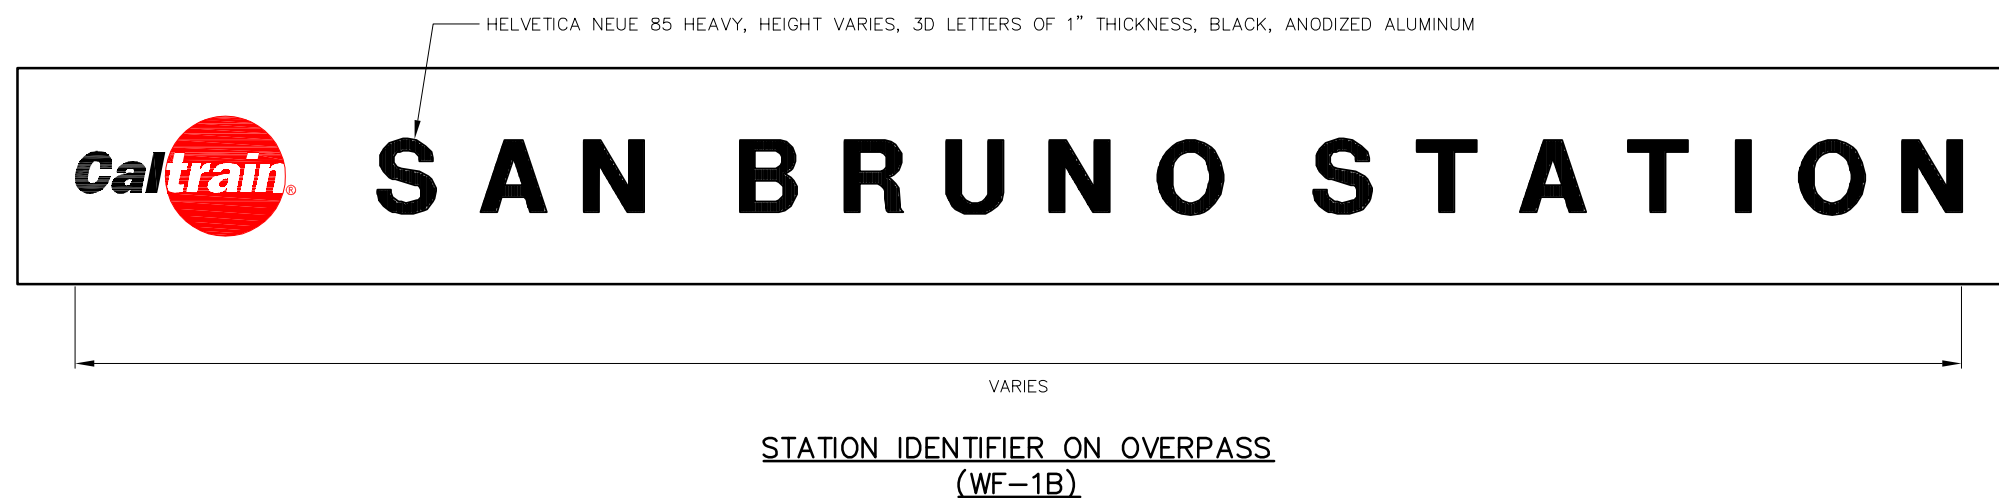 HELVETICA NEUE 85 HEAVY, HEIGHT VARIES, 3D LETTERS OF 1” THICKNESS, BLACK, ANODIZED ALUMINUM
Caltrain® SAN BRUNO STATION
VARIES
STATION IDENTIFIER ON OVERPASS
(WF-1B)